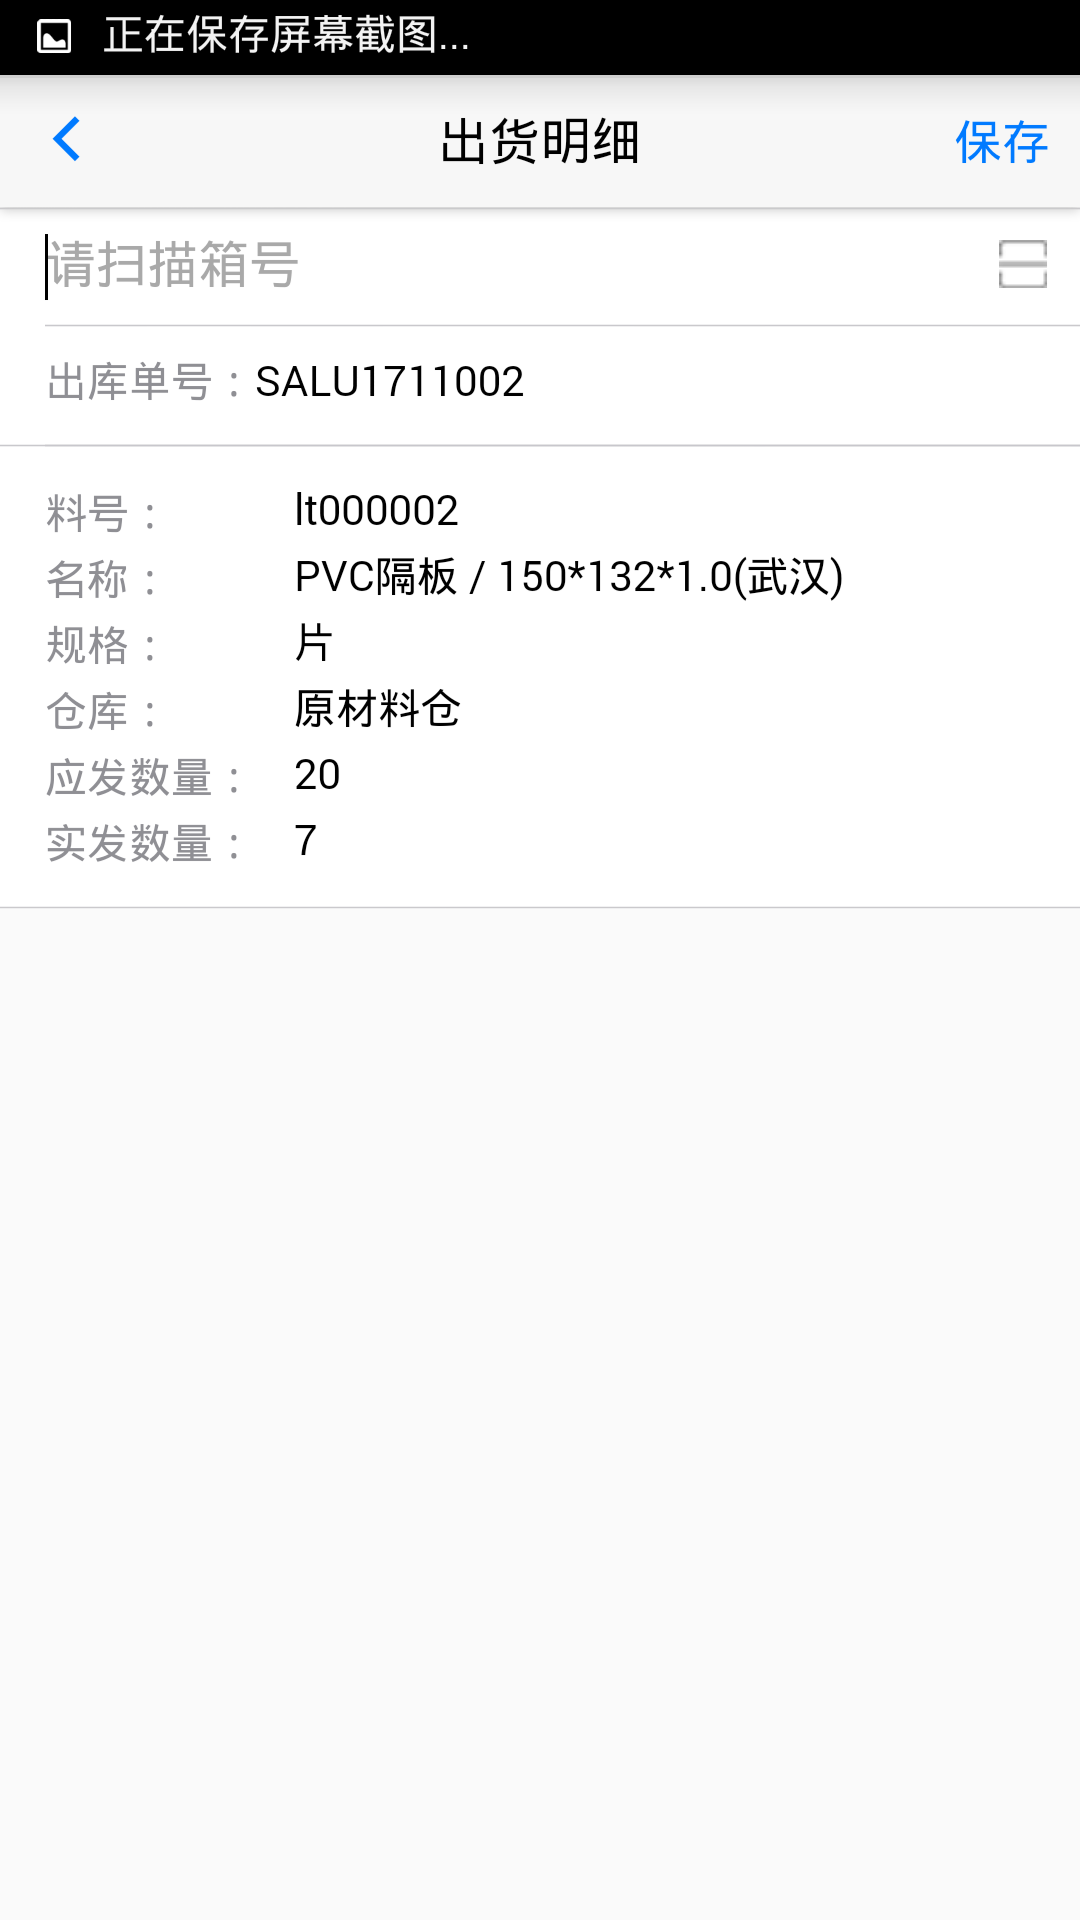 正在保存屏幕截图...
出货明细
保存
请扫描箱号
出库单号：SALU1711002
料号： lt000002
名称： PVC隔板 / 150*132*1.0(武汉)
规格： 片
仓库： 原材料仓
应发数量： 20
实发数量： 7